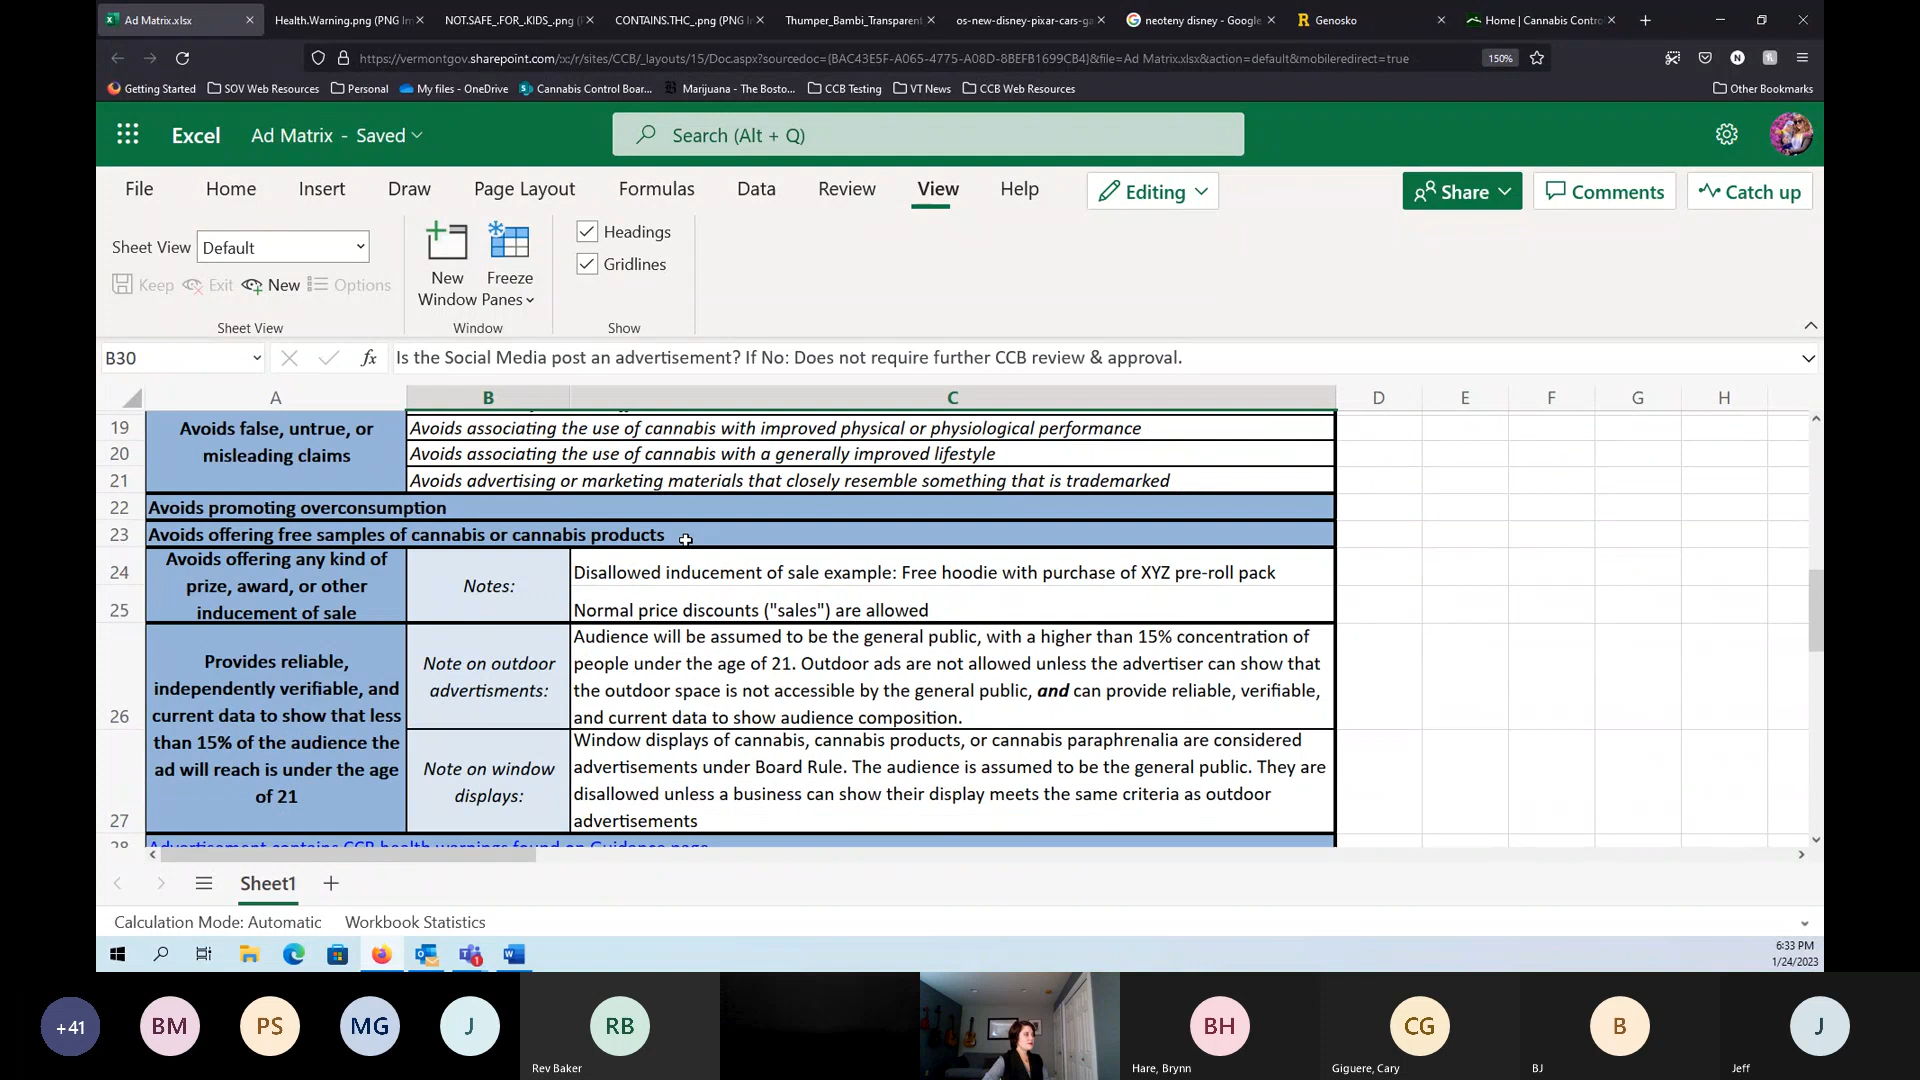 Ad Matrix.xlsx
Health.Warning.png (PNG Im
NOT.SAFE_.FOR_.KIDS_.png (
CONTAINS.THC_.png (PNG Im
Thumper_Bambi_Transparent
os-new-disney-pixar-cars-ga
neoteny disney - Google
Genosko
Home | Cannabis Contro
https://vermontgov.sharepoint.com/:x:/r/sites/CCB/_layouts/15/Doc.aspx?sourcedoc={BAC43E5F-A065-4775-A08D-8BEFB1699CB4}&file=Ad Matrix.xlsx&action=default&mobileredirect=true
150%
Getting Started
SOV Web Resources
Personal
My files - OneDrive
Cannabis Control Boar...
Marijuana - The Bosto...
CCB Testing
VT News
CCB Web Resources
Other Bookmarks
Excel
Ad Matrix - Saved
Search (Alt + Q)
File
Home
Insert
Draw
Page Layout
Formulas
Data
Review
View
Help
Editing
Share
Comments
Catch up
Sheet View
Default
Keep
Exit
New
Options
Sheet View
New Window
Freeze Panes
Window
Headings
Gridlines
Show
B30
fx
Is the Social Media post an advertisement? If No: Does not require further CCB review & approval.
A
B
C
D
E
F
G
H
19
20
21
22
23
24
25
26
27
28
Avoids false, untrue, or
misleading claims
Avoids associating the use of cannabis with improved physical or physiological performance
Avoids associating the use of cannabis with a generally improved lifestyle
Avoids advertising or marketing materials that closely resemble something that is trademarked
Avoids promoting overconsumption
Avoids offering free samples of cannabis or cannabis products
Avoids offering any kind of
prize, award, or other
inducement of sale
Notes:
Disallowed inducement of sale example: Free hoodie with purchase of XYZ pre-roll pack
Normal price discounts ("sales") are allowed
Provides reliable,
independently verifiable, and
current data to show that less
than 15% of the audience the
ad will reach is under the age
of 21
Note on outdoor
advertisments:
Audience will be assumed to be the general public, with a higher than 15% concentration of
people under the age of 21. Outdoor ads are not allowed unless the advertiser can show that
the outdoor space is not accessible by the general public, and can provide reliable, verifiable,
and current data to show audience composition.
Note on window
displays:
Window displays of cannabis, cannabis products, or cannabis paraphrenalia are considered
advertisements under Board Rule. The audience is assumed to be the general public. They are
disallowed unless a business can show their display meets the same criteria as outdoor
advertisements
Advertisement contains CCB health warnings found on Guidance page
Sheet1
Calculation Mode: Automatic
Workbook Statistics
6:33 PM
1/24/2023
+41
BM
PS
MG
J
RB
Rev Baker
BH
Hare, Brynn
CG
Giguere, Cary
B
BJ
J
Jeff